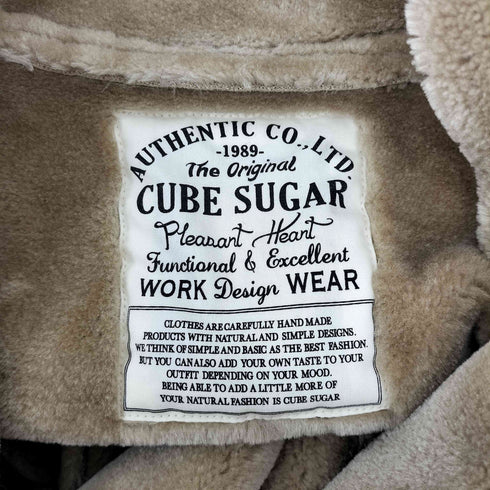 AUTHENTIC CO.,LTD.
-1989-
The Original
CUBE SUGAR
Pleasant Heart
Functional & Excellent
WORK Design WEAR
CLOTHES ARE CAREFULLY HAND MADE
PRODUCTS WITH NATURAL AND SIMPLE DESIGNS.
WE THINK OF SIMPLE AND BASIC AS THE BEST FASHION.
BUT YOU CAN ALSO ADD YOUR OWN TASTE TO YOUR
OUTFIT DEPENDING ON YOUR MOOD.
BEING ABLE TO ADD A LITTLE MORE OF
YOUR NATURAL FASHION IS CUBE SUGAR